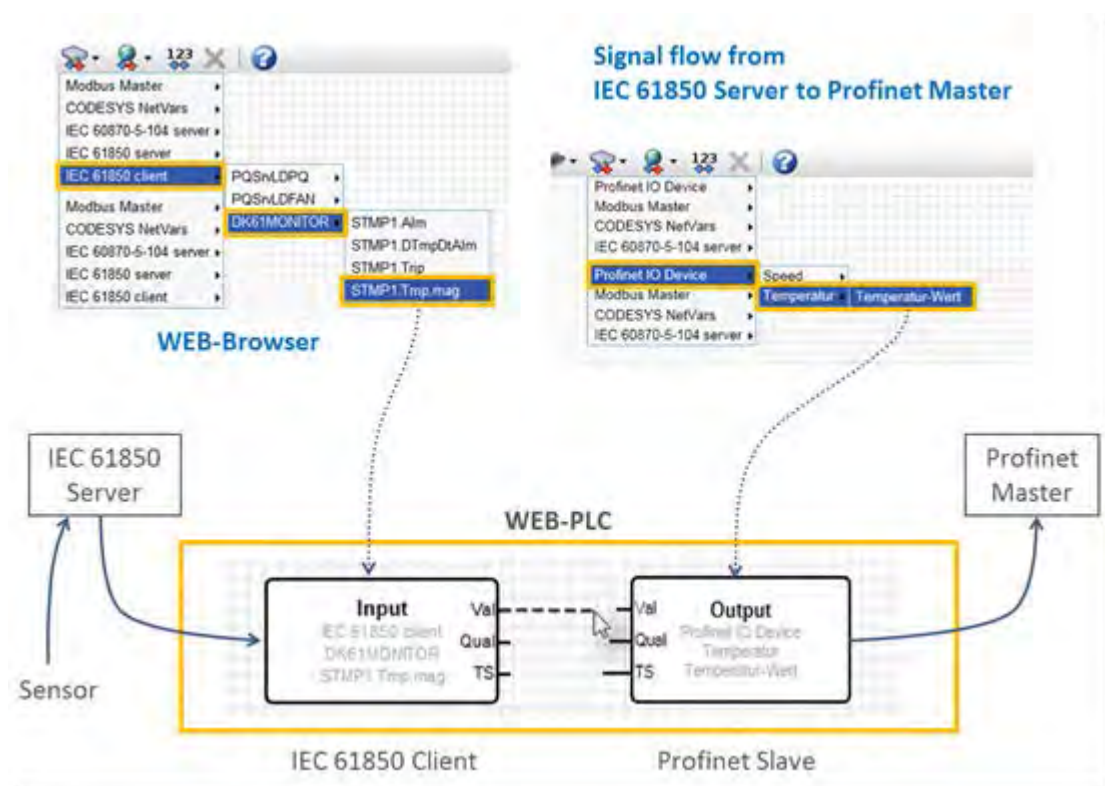 123
Signal flow from
IEC 61850 Server to Profinet Master
Modbus Master
CODESYS NetVars
IEC 60870-5-104 server
IEC 61850 server
IEC 61850 client
Modbus Master
CODESYS NetVars
IEC 60870-5-104 server
IEC 61850 server
IEC 61850 client
PQSrvLDPQ
PQSrvLDFAN
DK61MONITOR
STMP1.Alm
STMP1.DTmpDtAlm
STMP1.Trip
STMP1.Tmp.mag
WEB-Browser
123
Profinet IO Device
Modbus Master
CODESYS NetVars
IEC 60870-5-104 server
Profinet IO Device
Modbus Master
CODESYS NetVars
IEC 60870-5-104 server
Speed
Temperatur
Temperatur-Wert
IEC 61850
Server
Profinet
Master
WEB-PLC
Input
IEC 61850 client
DK61MONITOR
STMP1.Tmp.mag
Val
Qual
TS
Val
Qual
TS
Output
Profinet IO Device
Temperatur
Temperatur-Wert
Sensor
IEC 61850 Client
Profinet Slave